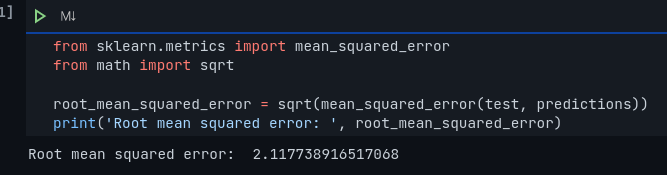 1]
M↓
from sklearn.metrics import mean_squared_error
from math import sqrt
root_mean_squared_error = sqrt(mean_squared_error(test, predictions))
print('Root mean squared error: ', root_mean_squared_error)
Root mean squared error:  2.117738916517068